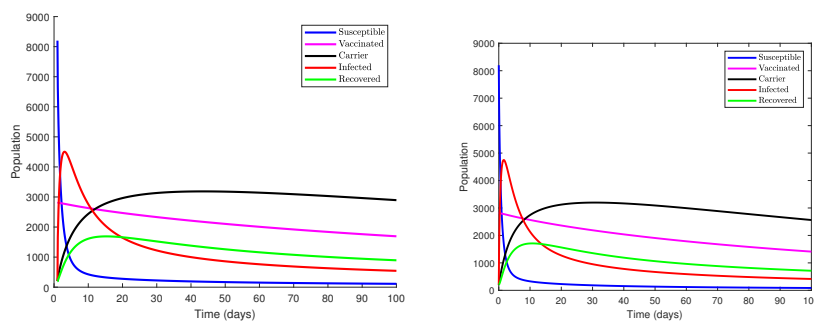 9000
8000
7000
6000
5000
4000
3000
2000
1000
0
Population
0 10 20 30 40 50 60 70 80 90 100
Time (days)
Susceptible
Vaccinated
Carrier
Infected
Recovered
9000
8000
7000
6000
5000
4000
3000
2000
1000
0
Population
0 10 20 30 40 50 60 70 80 90 10
Time (days)
Susceptible
Vaccinated
Carrier
Infected
Recovered